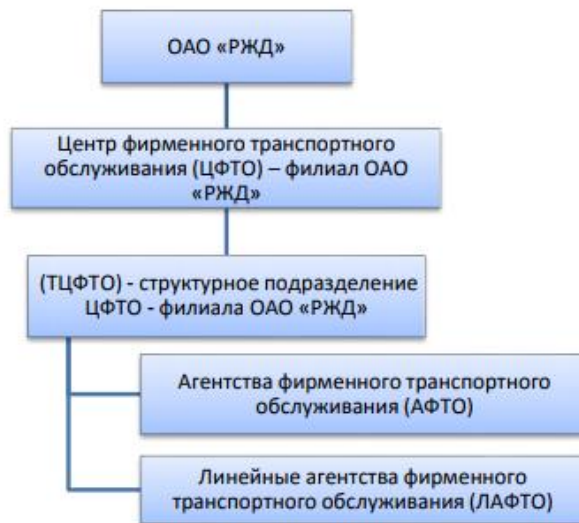 ОАО «РЖД»
Центр фирменного транспортного
обслуживания (ЦФТО) – филиал ОАО
«РЖД»
(ТЦФТО) - структурное подразделение
ЦФТО - филиала ОАО «РЖД»
Агентства фирменного транспортного
обслуживания (АФТО)
Линейные агентства фирменного
транспортного обслуживания (ЛАФТО)